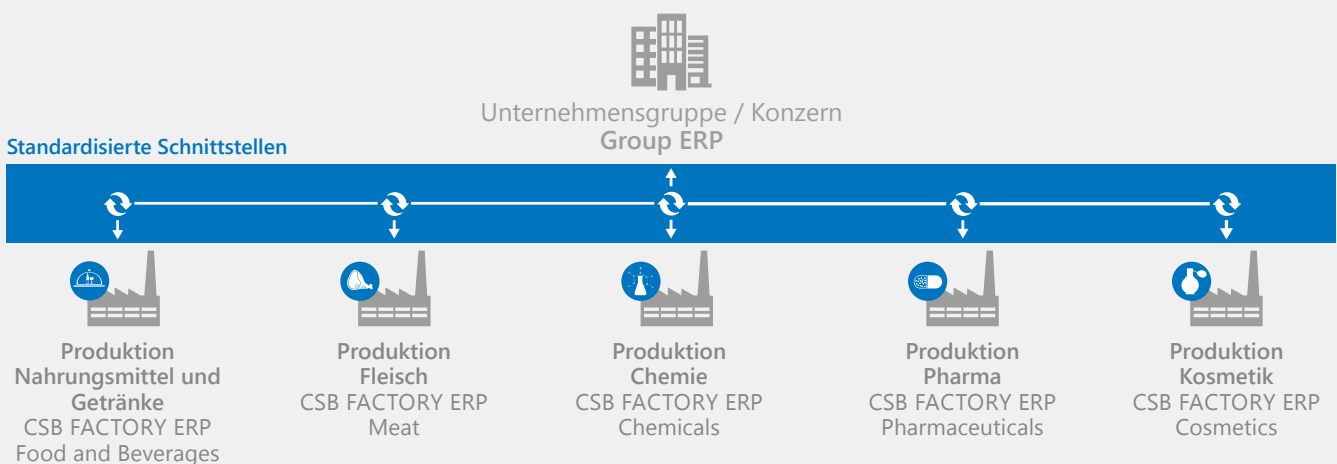 Unternehmensgruppe / Konzern
Group ERP
Standardisierte Schnittstellen
Produktion
Nahrungsmittel und
Getränke
CSB FACTORY ERP
Food and Beverages
Produktion
Fleisch
CSB FACTORY ERP
Meat
Produktion
Chemie
CSB FACTORY ERP
Chemicals
Produktion
Pharma
CSB FACTORY ERP
Pharmaceuticals
Produktion
Kosmetik
CSB FACTORY ERP
Cosmetics